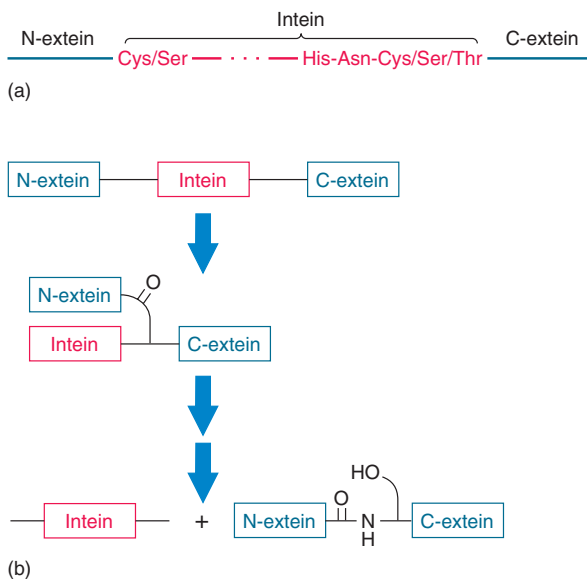 Intein
N-extein C-extein
Cys/Ser . . . His-Asn-Cys/Ser/Thr
(a)
N-extein Intein C-extein
O
N-extein
Intein C-extein
HO
O
Intein + N-extein N C-extein
H
(b)